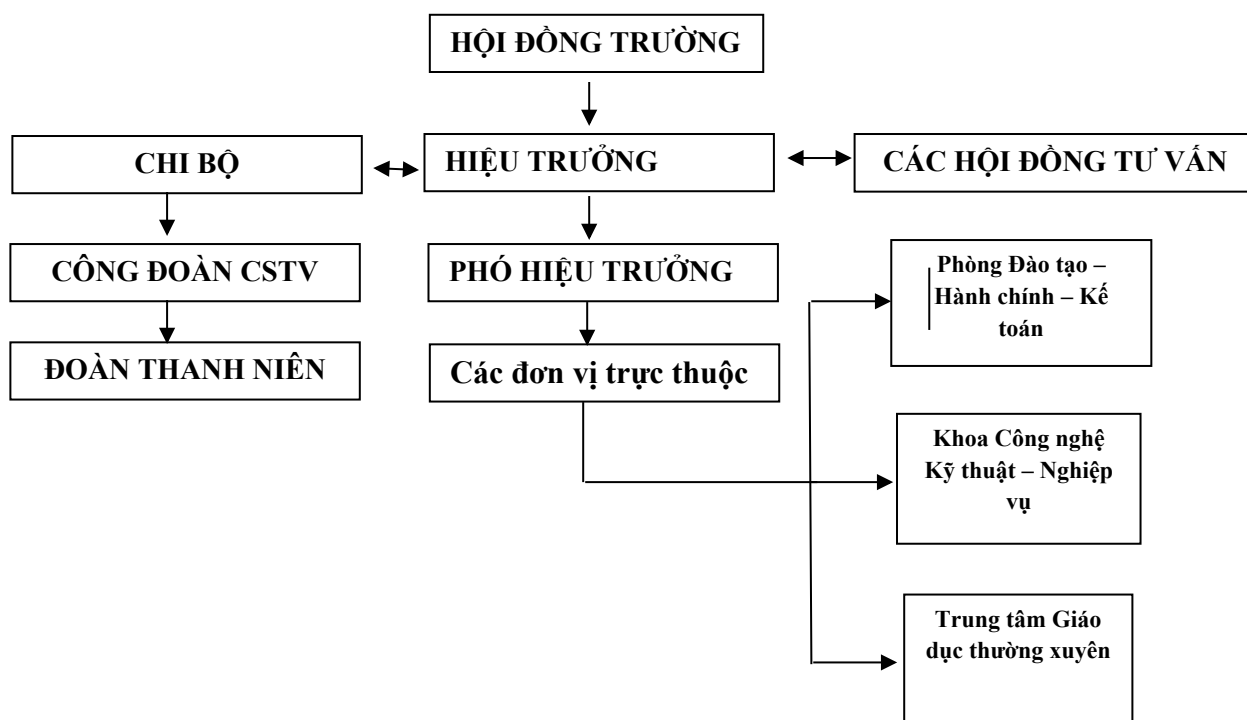 HỘI ĐỒNG TRƯỜNG
CHI BỘ
HIỆU TRƯỞNG
CÁC HỘI ĐỒNG TƯ VẤN
CÔNG ĐOÀN CSTV
PHÓ HIỆU TRƯỞNG
Phòng Đào tạo –
Hành chính – Kế
toán
ĐOÀN THANH NIÊN
Các đơn vị trực thuộc
Khoa Công nghệ
Kỹ thuật – Nghiệp
vụ
Trung tâm Giáo
dục thường xuyên